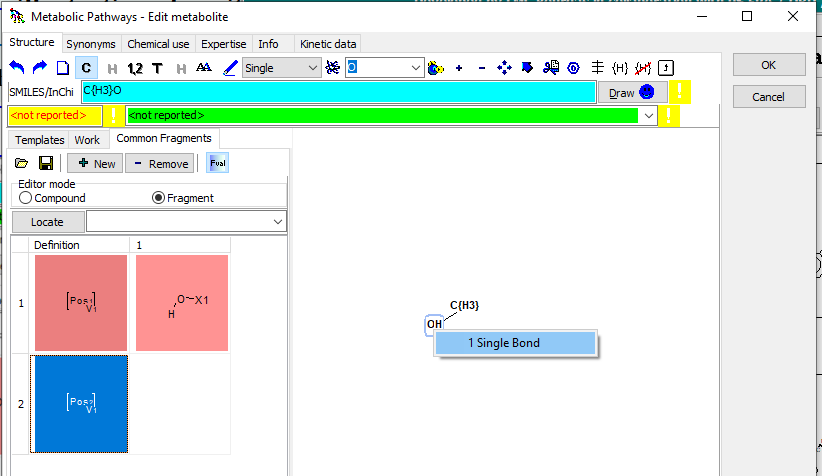 Metabolic Pathways - Edit metabolite
Structure Synonyms Chemical use Expertise Info Kinetic data
C H 1,2 T H AA Single O + - {H} {H}
OK
SMILES/InChi C{H3}O Draw !
Cancel
<not reported> ! <not reported> !
Templates Work Common Fragments
+ New - Remove Fval
Editor mode
Compound Fragment
Locate
Definition 1
1 [Pos1] V1 O X1 H
C{H3}
OH
1 Single Bond
2 [Pos2] V1